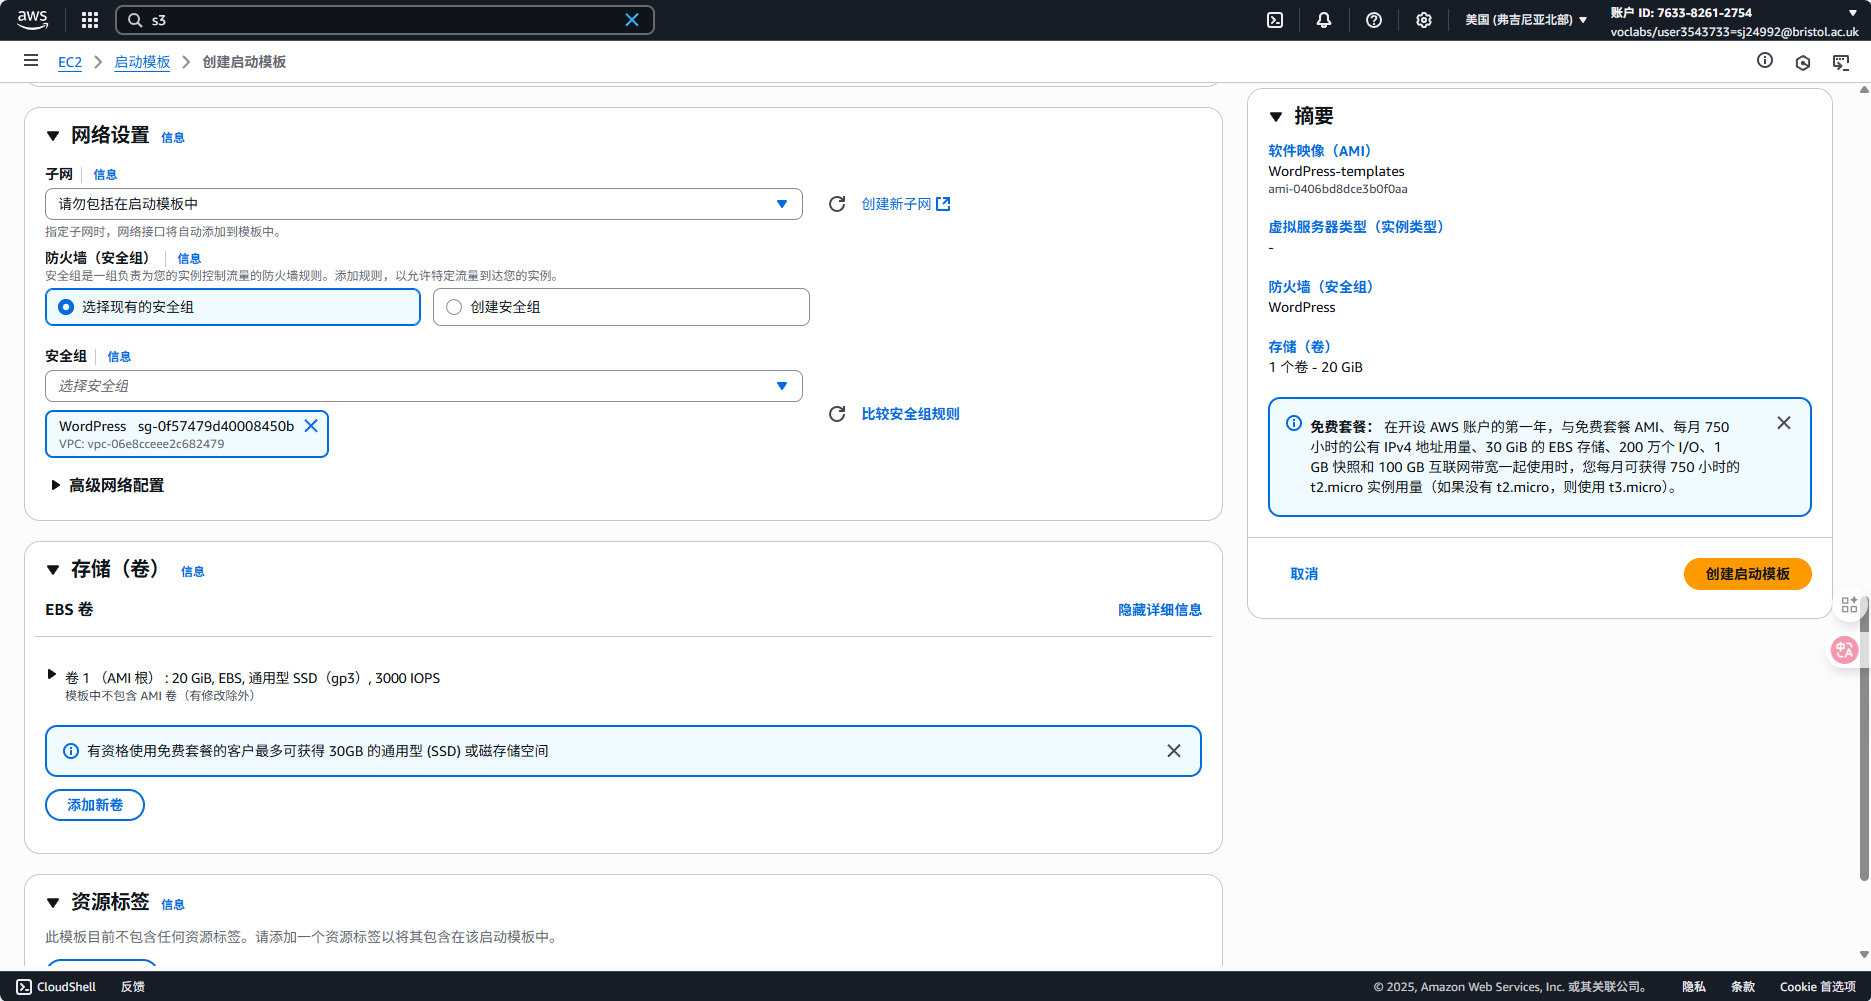 aws
s3
美国 (弗吉尼亚北部)
账户 ID: 7633-8261-2754
voclabs/user3543733=sj24992@bristol.ac.uk
EC2
启动模板
创建启动模板
网络设置 信息
子网 信息
请勿包括在启动模板中
创建新子网
指定子网时，网络接口将自动添加到模板中。
防火墙（安全组） 信息
安全组是一组负责为您的实例控制流量的防火墙规则。添加规则，以允许特定流量到达您的实例。
选择现有的安全组
创建安全组
安全组 信息
选择安全组
WordPress sg-0f57479d40008450b
VPC: vpc-06e8cceee2c682479
比较安全组规则
高级网络配置
存储（卷） 信息
EBS 卷
隐藏详细信息
卷 1 （AMI 根） : 20 GiB, EBS, 通用型 SSD（gp3）, 3000 IOPS
模板中不包含 AMI 卷（有修改除外）
有资格使用免费套餐的客户最多可获得 30GB 的通用型 (SSD) 或磁存储空间
添加新卷
资源标签 信息
此模板目前不包含任何资源标签。请添加一个资源标签以将其包含在该启动模板中。
摘要
软件映像（AMI）
WordPress-templates
ami-0406bd8dce3b0f0aa
虚拟服务器类型（实例类型）
-
防火墙（安全组）
WordPress
存储（卷）
1 个卷 - 20 GiB
免费套餐： 在开设 AWS 账户的第一年，与免费套餐 AMI、每月 750
小时的公有 IPv4 地址用量、30 GiB 的 EBS 存储、200 万个 I/O、1
GB 快照和 100 GB 互联网带宽一起使用时，您每月可获得 750 小时的
t2.micro 实例用量（如果没有 t2.micro，则使用 t3.micro）。
取消
创建启动模板
中A
CloudShell
反馈
© 2025, Amazon Web Services, Inc. 或其关联公司。
隐私
条款
Cookie 首选项